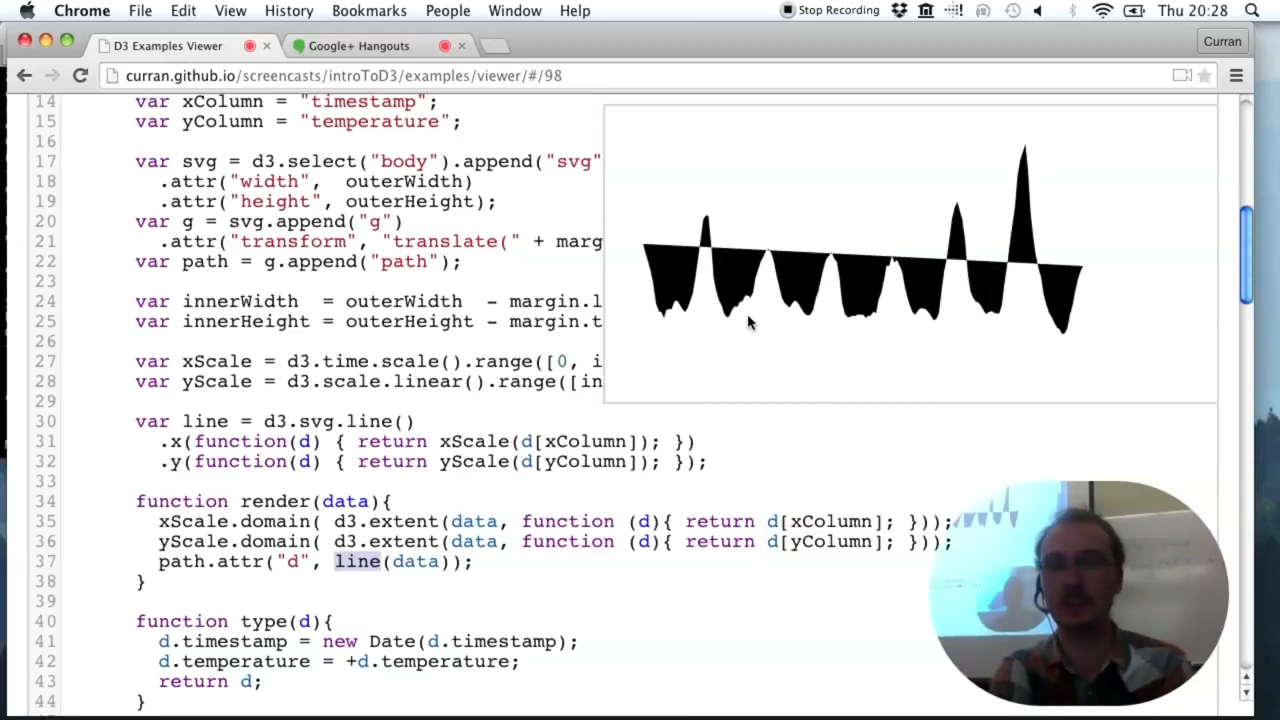 Chrome File Edit View History Bookmarks People Window Help Stop Recording Thu 20:28
D3 Examples Viewer Google+ Hangouts Curran
curran.github.io/screencasts/introToD3/examples/viewer/#/98
14 var xColumn = "timestamp";
15 var yColumn = "temperature";
16
17 var svg = d3.select("body").append("svg"
18 .attr("width", outerWidth)
19 .attr("height", outerHeight);
20 var g = svg.append("g")
21 .attr("transform", "translate(" + marg
22 var path = g.append("path");
23
24 var innerWidth = outerWidth - margin.l
25 var innerHeight = outerHeight - margin.t
26
27 var xScale = d3.time.scale().range([0, i
28 var yScale = d3.scale.linear().range([in
29
30 var line = d3.svg.line()
31 .x(function(d) { return xScale(d[xColumn]); })
32 .y(function(d) { return yScale(d[yColumn]); });
33
34 function render(data){
35 xScale.domain( d3.extent(data, function (d){ return d[xColumn]; }));
36 yScale.domain( d3.extent(data, function (d){ return d[yColumn]; }));
37 path.attr("d", line(data));
38 }
39
40 function type(d){
41 d.timestamp = new Date(d.timestamp);
42 d.temperature = +d.temperature;
43 return d;
44 }